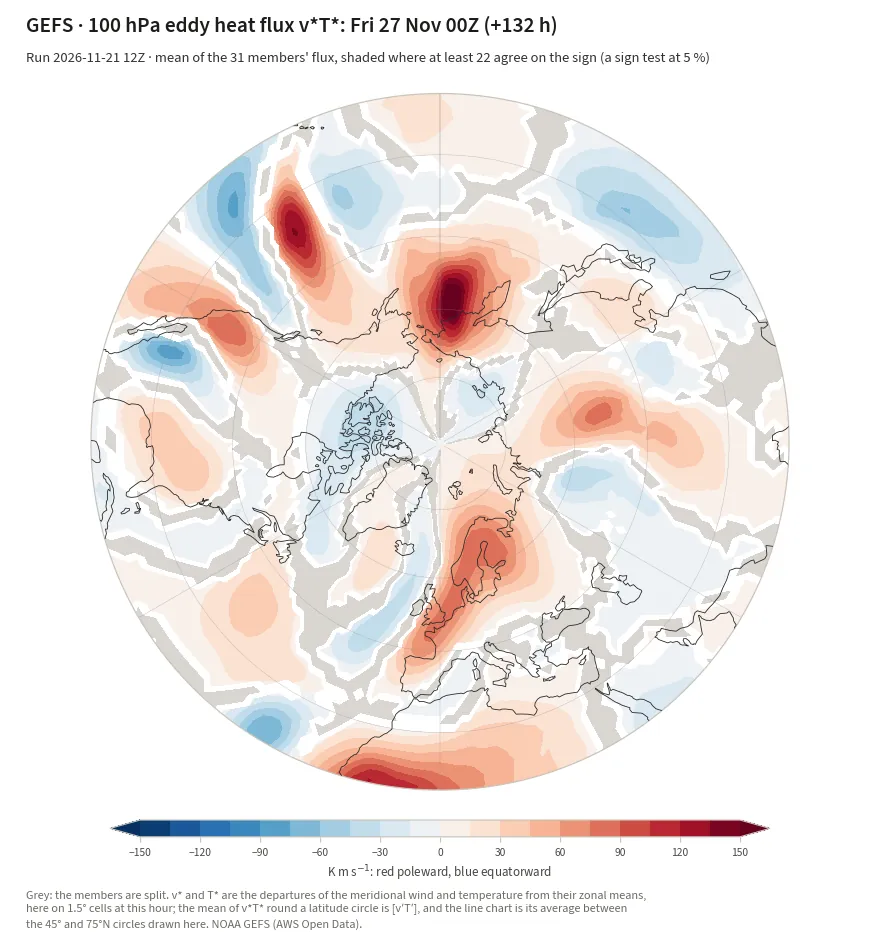 GEFS · 100 hPa eddy heat flux v*T*: Fri 27 Nov 00Z (+132 h)
Run 2026-11-21 12Z · mean of the 31 members' flux, shaded where at least 22 agree on the sign (a sign test at 5 %)
−150 −120 −90 −60 −30 0 30 60 90 120 150
K m s⁻¹: red poleward, blue equatorward
Grey: the members are split. v* and T* are the departures of the meridional wind and temperature from their zonal means,
here on 1.5° cells at this hour; the mean of v*T* round a latitude circle is [v′T′], and the line chart is its average between
the 45° and 75°N circles drawn here. NOAA GEFS (AWS Open Data).